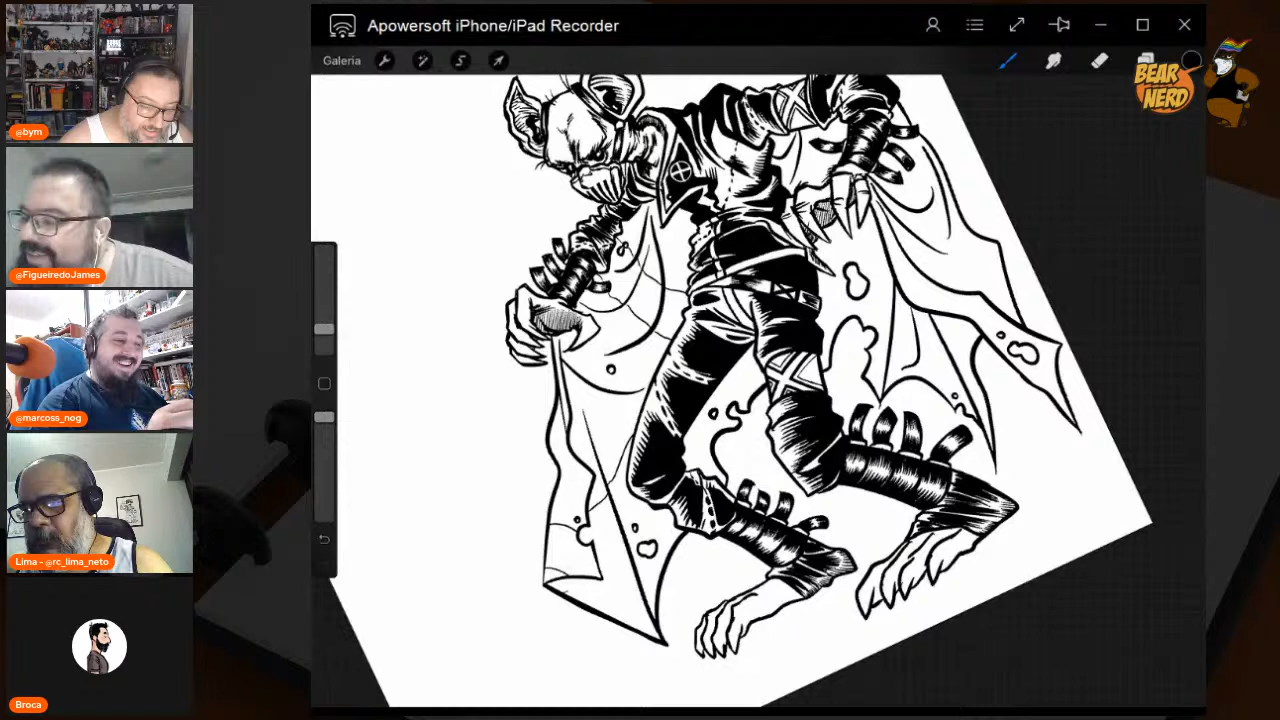 Apowersoft iPhone/iPad Recorder
Galeria
BEAR
NERD
@bym
@FigueiredoJames
@marcoss_nog
Lima - @rc_lima_neto
Broca